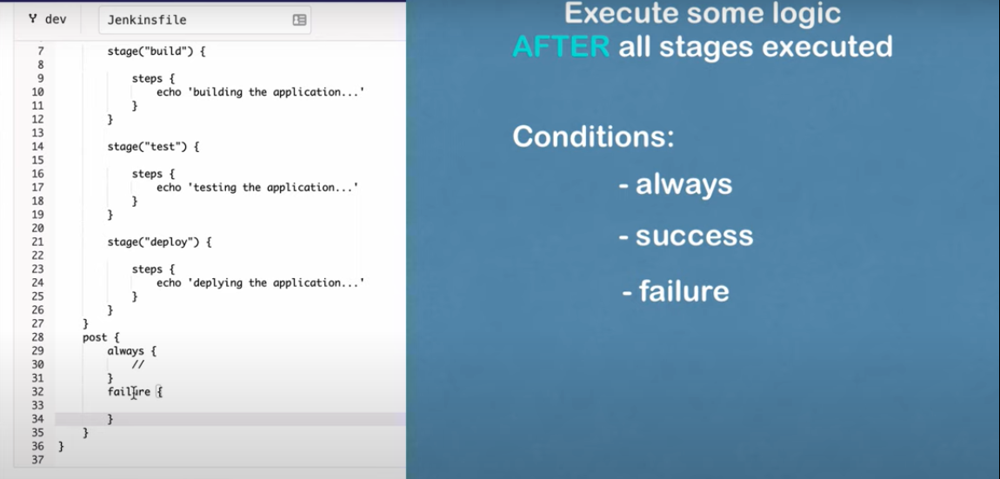 dev
Jenkinsfile
7 stage("build") {
8
9 steps {
10 echo 'building the application...'
11 }
12 }
13
14 stage("test") {
15
16 steps {
17 echo 'testing the application...'
18 }
19 }
20
21 stage("deploy") {
22
23 steps {
24 echo 'deplying the application...'
25 }
26 }
27 }
28 post {
29 always {
30 //
31 }
32 failure {
33
34 }
35 }
36 }
37
Execute some logic
AFTER all stages executed
Conditions:
- always
- success
- failure